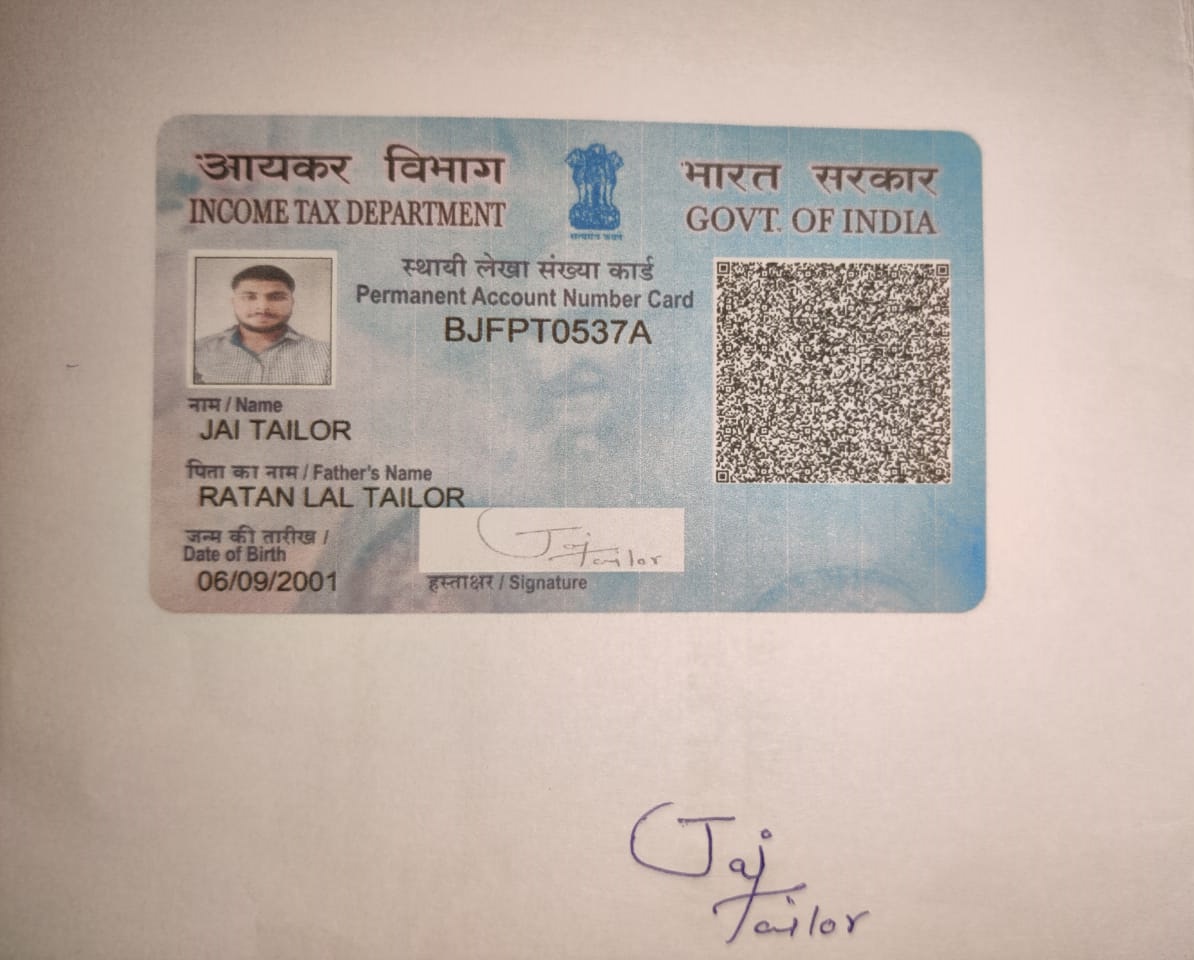 आयकर विभाग
INCOME TAX DEPARTMENT
सत्यमेव जयते
भारत सरकार
GOVT. OF INDIA
स्थायी लेखा संख्या कार्ड
Permanent Account Number Card
BJFPT0537A
नाम / Name
JAI TAILOR
पिता का नाम / Father's Name
RATAN LAL TAILOR
जन्म की तारीख /
Date of Birth
06/09/2001
Jai
Tailor
हस्ताक्षर / Signature
Jai
Tailor